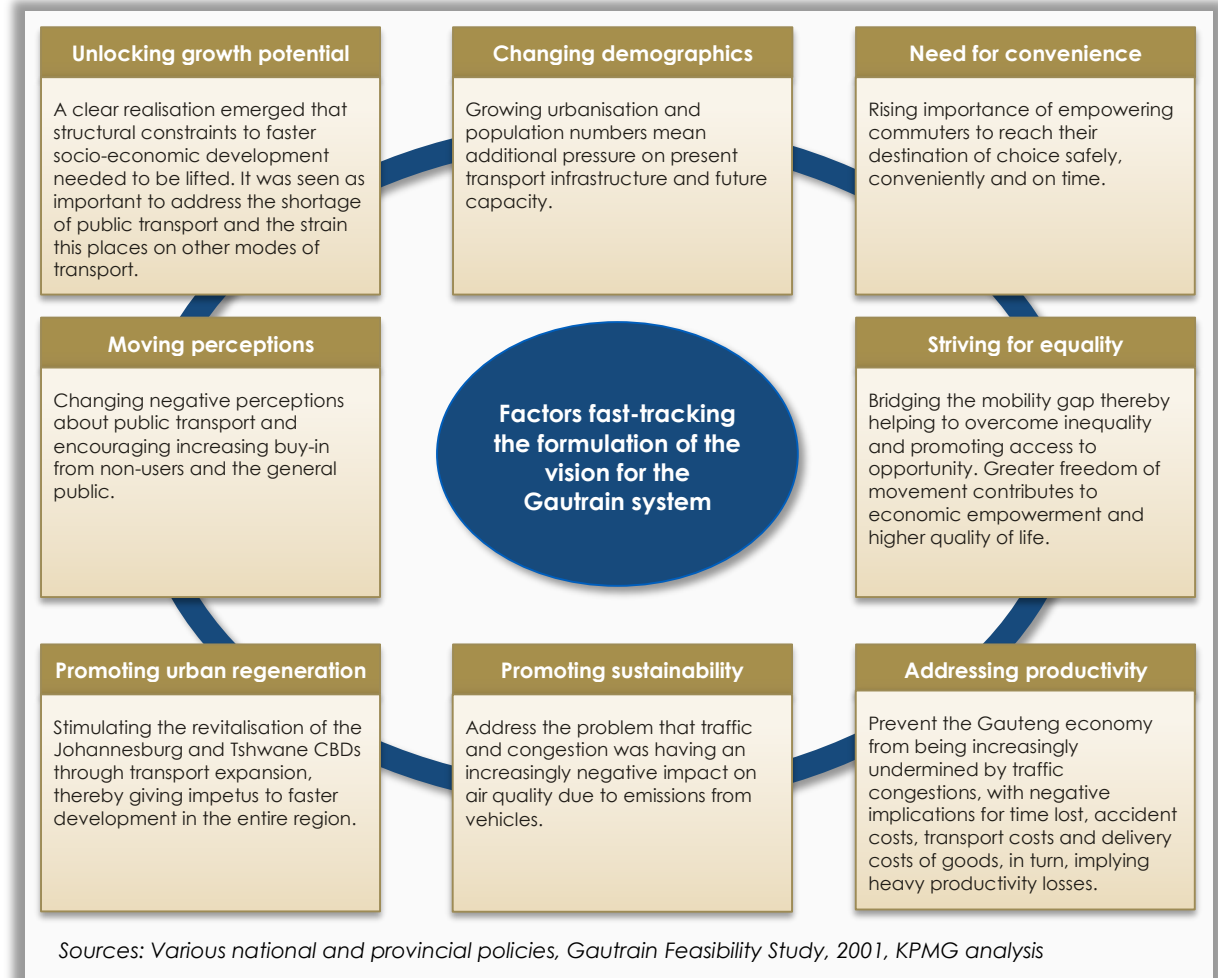 Unlocking growth potential
A clear realisation emerged that
structural constraints to faster
socio-economic development
needed to be lifted. It was seen as
important to address the shortage
of public transport and the strain
this places on other modes of
transport.
Changing demographics
Growing urbanisation and
population numbers mean
additional pressure on present
transport infrastructure and future
capacity.
Need for convenience
Rising importance of empowering
commuters to reach their
destination of choice safely,
conveniently and on time.
Moving perceptions
Changing negative perceptions
about public transport and
encouraging increasing buy-in
from non-users and the general
public.
Factors fast-tracking
the formulation of the
vision for the
Gautrain system
Striving for equality
Bridging the mobility gap thereby
helping to overcome inequality
and promoting access to
opportunity. Greater freedom of
movement contributes to
economic empowerment and
higher quality of life.
Promoting urban regeneration
Stimulating the revitalisation of the
Johannesburg and Tshwane CBDs
through transport expansion,
thereby giving impetus to faster
development in the entire region.
Promoting sustainability
Address the problem that traffic
and congestion was having an
increasingly negative impact on
air quality due to emissions from
vehicles.
Addressing productivity
Prevent the Gauteng economy
from being increasingly
undermined by traffic
congestions, with negative
implications for time lost, accident
costs, transport costs and delivery
costs of goods, in turn, implying
heavy productivity losses.
Sources: Various national and provincial policies, Gautrain Feasibility Study, 2001, KPMG analysis